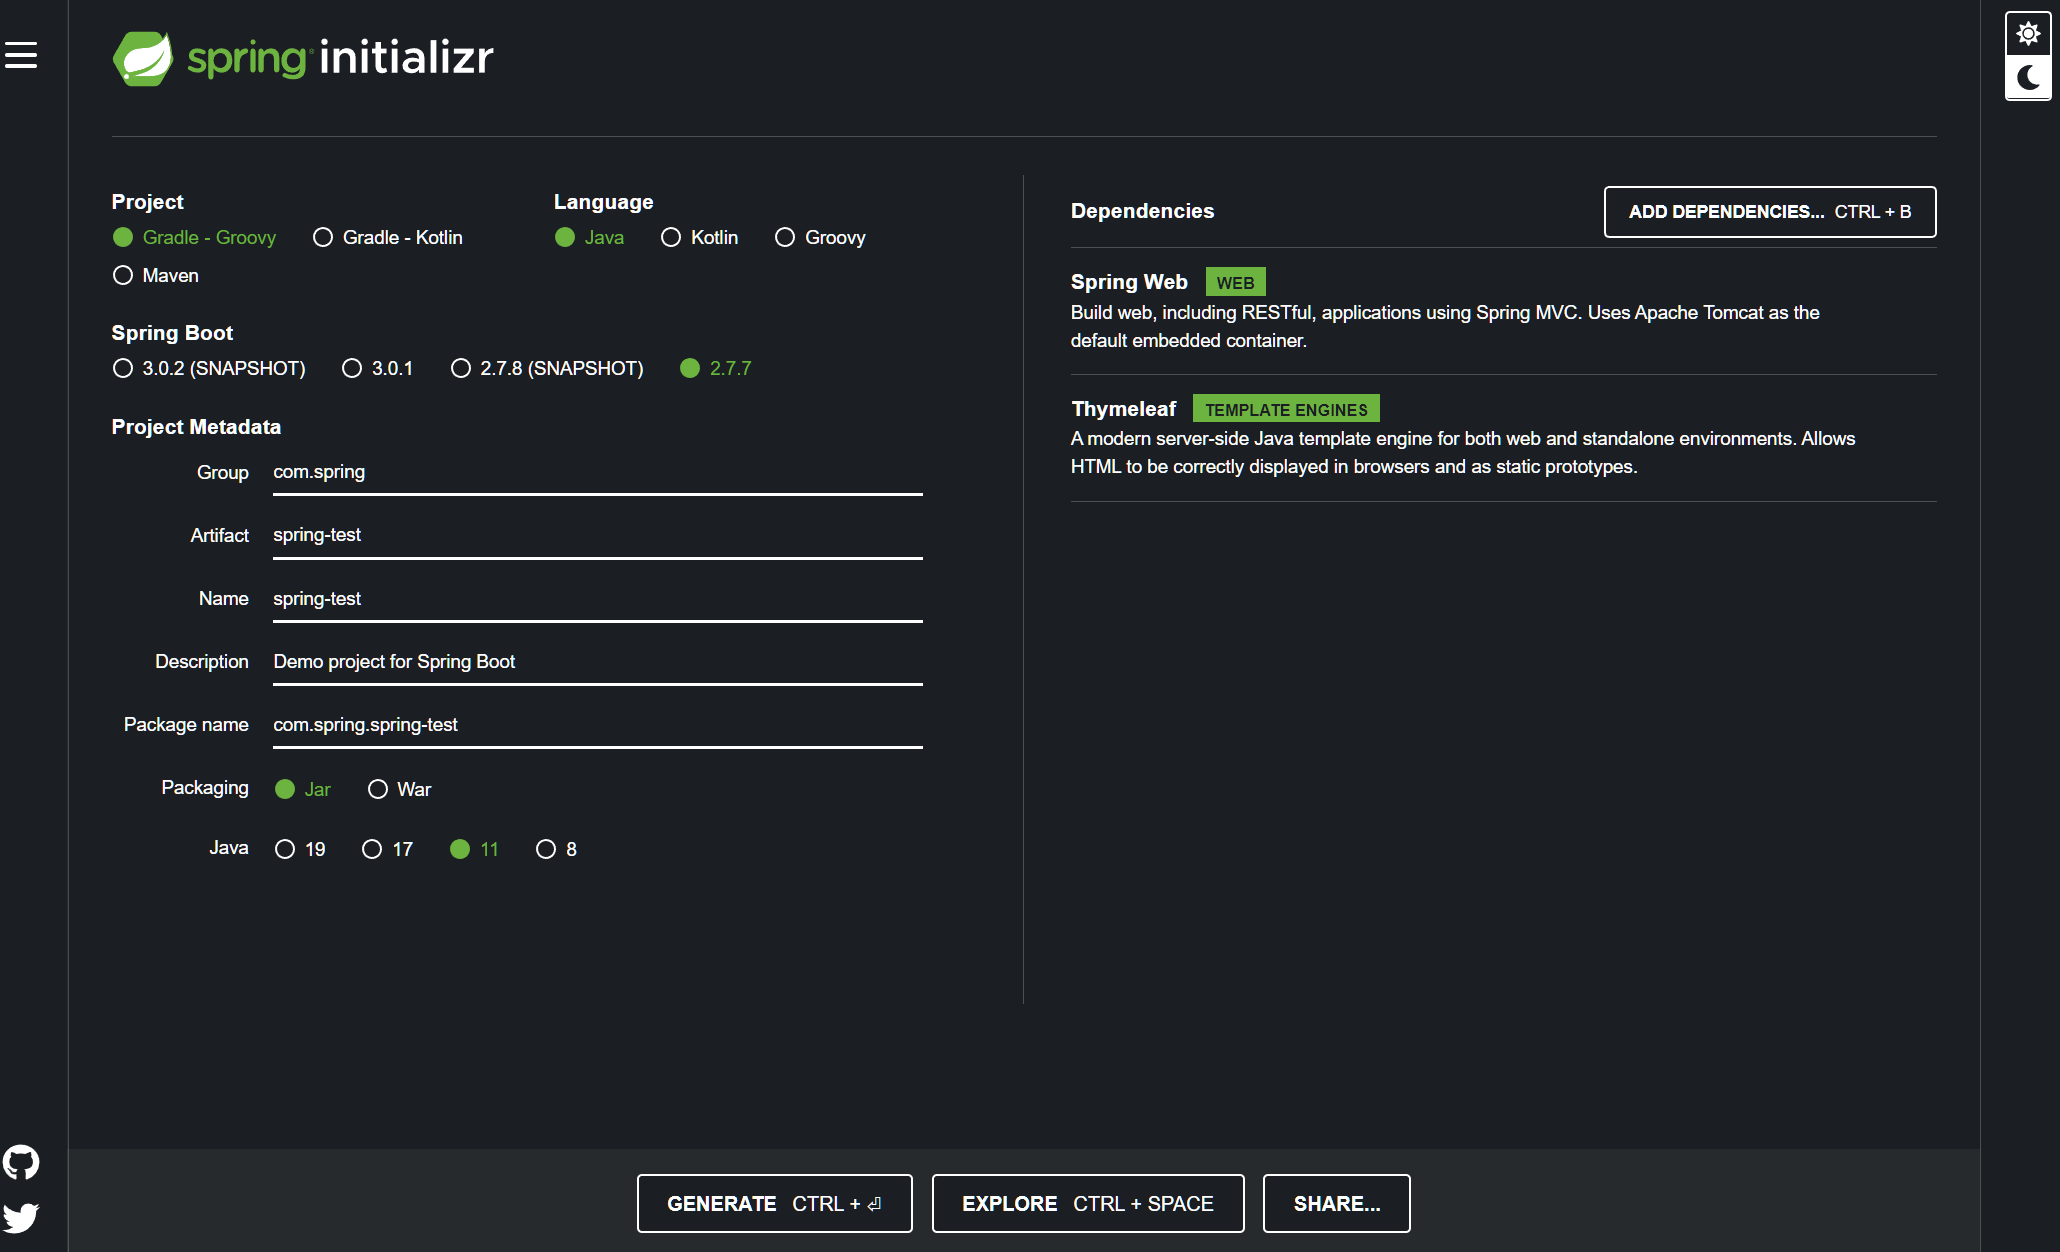 spring initializr
Project
Gradle - Groovy Gradle - Kotlin
Maven
Language
Java Kotlin Groovy
Spring Boot
3.0.2 (SNAPSHOT) 3.0.1 2.7.8 (SNAPSHOT) 2.7.7
Project Metadata
Group com.spring
Artifact spring-test
Name spring-test
Description Demo project for Spring Boot
Package name com.spring.spring-test
Packaging Jar War
Java 19 17 11 8
Dependencies ADD DEPENDENCIES... CTRL + B
Spring Web WEB
Build web, including RESTful, applications using Spring MVC. Uses Apache Tomcat as the
default embedded container.
Thymeleaf TEMPLATE ENGINES
A modern server-side Java template engine for both web and standalone environments. Allows
HTML to be correctly displayed in browsers and as static prototypes.
GENERATE CTRL + ⏎ EXPLORE CTRL + SPACE SHARE...